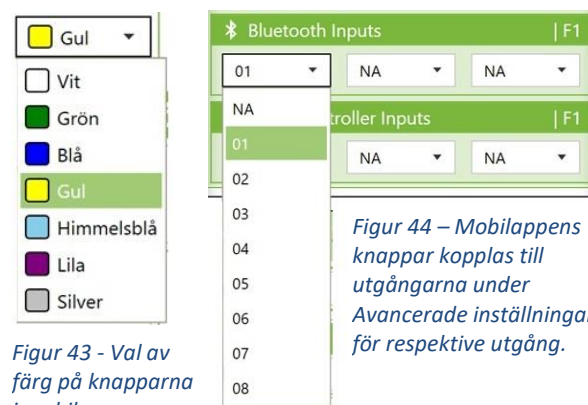 Gul
Vit
Grön
Blå
Gul
Himmelsblå
Lila
Silver
Figur 43 - Val av
färg på knapparna
Bluetooth Inputs | F1
01 NA NA
troller Inputs | F1
NA NA
NA
01
02
03
04
05
06
07
08
Figur 44 – Mobilappens
knappar kopplas till
utgångarna under
Avancerade inställningar
för respektive utgång.